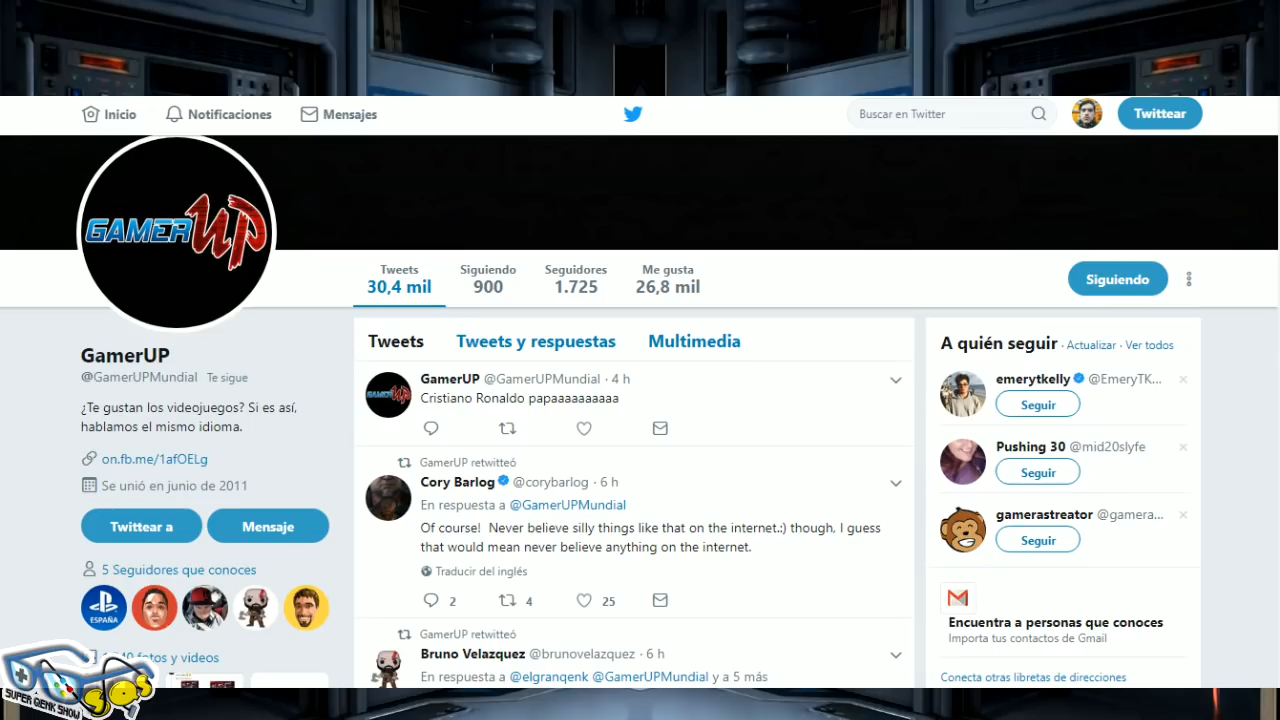 Inicio
Notificaciones
Mensajes
Buscar en Twitter
Twittear
GAMERUP
Tweets
30,4 mil
Siguiendo
900
Seguidores
1.725
Me gusta
26,8 mil
Siguiendo
GamerUP
@GamerUPMundial Te sigue
¿Te gustan los videojuegos? Si es así,
hablamos el mismo idioma.
on.fb.me/1afOELg
Se unió en junio de 2011
Twittear a
Mensaje
5 Seguidores que conoces
ESPAÑA
fotos y videos
SUPER QENK SHOW
Tweets
Tweets y respuestas
Multimedia
GamerUP @GamerUPMundial · 4 h
Cristiano Ronaldo papaaaaaaaaaa
GamerUP retwitteó
Cory Barlog @corybarlog · 6 h
En respuesta a @GamerUPMundial
Of course! Never believe silly things like that on the internet.:) though, I guess
that would mean never believe anything on the internet.
Traducir del inglés
2
4
25
GamerUP retwitteó
Bruno Velazquez @brunovelazquez · 6 h
En respuesta a @elgranqenk @GamerUPMundial y a 5 más
A quién seguir · Actualizar · Ver todos
emerytkelly @EmeryTK...
Seguir
Pushing 30 @mid20slyfe
Seguir
gamerastreator @gamera...
Seguir
Encuentra a personas que conoces
Importa tus contactos de Gmail
Conecta otras libretas de direcciones